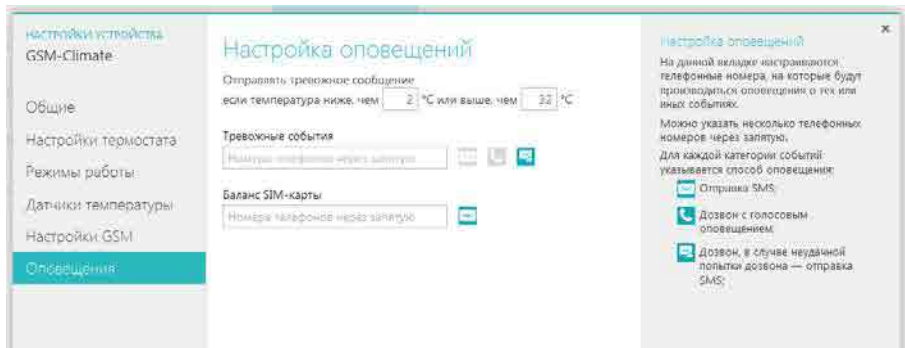 НАСТРОЙКИ УСТРОЙСТВА
GSM-Climate
Общие
Настройки термостата
Режимы работы
Датчики температуры
Настройки GSM
Оповещения
Настройка оповещений
Отправлять тревожное сообщение
если температура ниже, чем 2 °C или выше, чем 32 °C
Тревожные события
Номера телефонов через запятую
Баланс SIM-карты
Номера телефонов через запятую
×
Настройка оповещений
На данной вкладке настраиваются
телефонные номера, на которые будут
производиться оповещения о тех или
иных событиях.
Можно указать несколько телефонных
номеров через запятую.
Для каждой категории событий
указывается способ оповещения:
Отправка SMS;
Дозвон с голосовым
оповещением;
Дозвон, в случае неудачной
попытки дозвона — отправка
SMS;